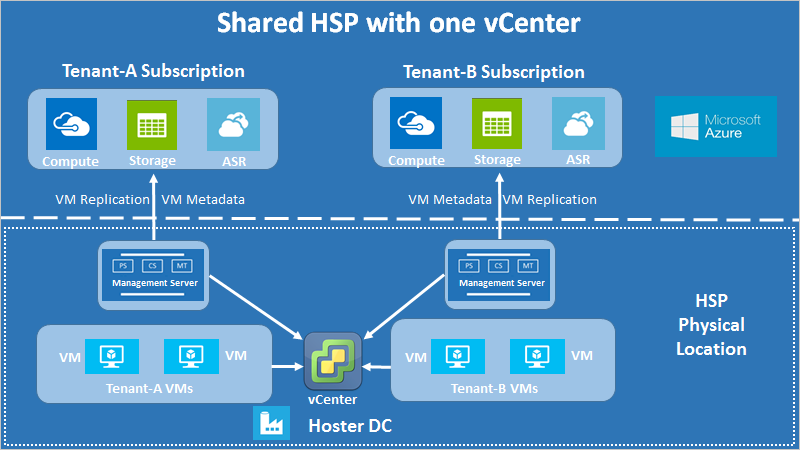 Shared HSP with one vCenter
Tenant-A Subscription
Tenant-B Subscription
Compute
Storage
ASR
Compute
Storage
ASR
Microsoft
Azure
VM Replication
VM Metadata
VM Metadata
VM Replication
PS
CS
MT
Management Server
PS
CS
MT
Management Server
HSP
Physical
Location
VM
VM
Tenant-A VMs
VM
VM
Tenant-B VMs
vCenter
Hoster DC